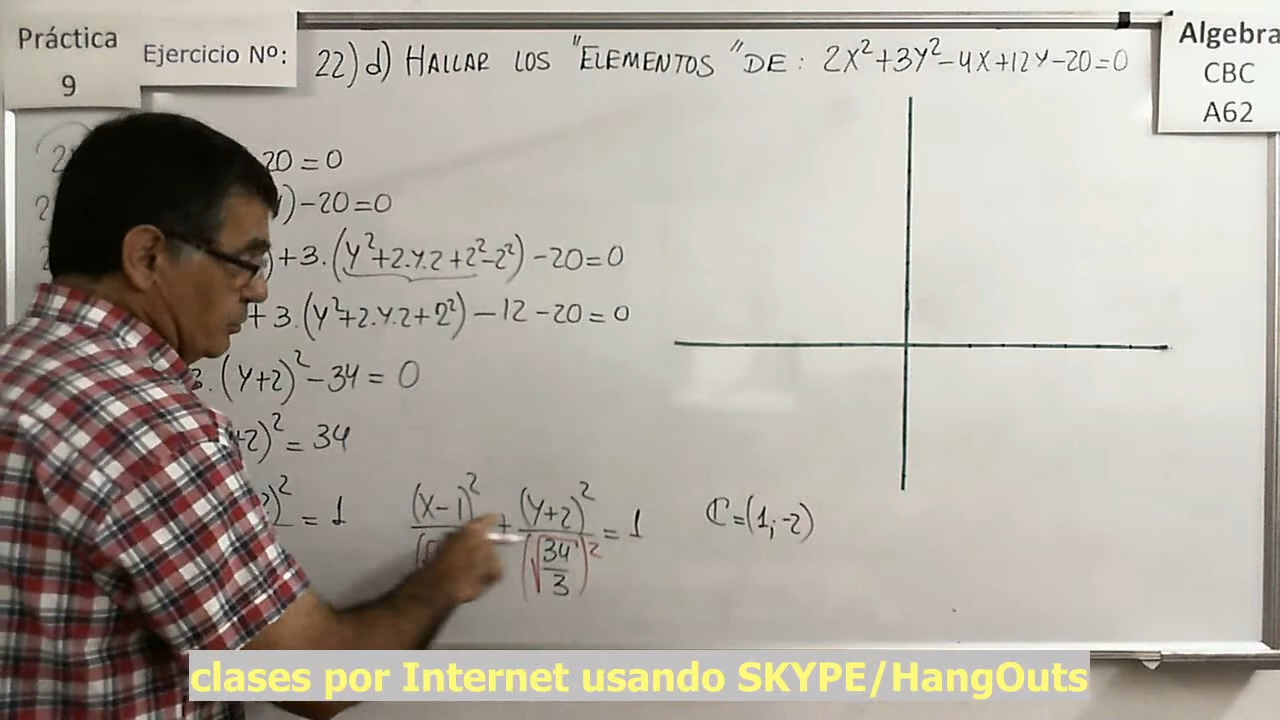 Práctica
9
Ejercicio Nº:
22) d) HALLAR LOS "ELEMENTOS" DE: 2X²+3Y²-4X+12Y-20=0
Algebra
CBC
A62
20=0
)-20=0
)+3.(Y²+2.Y.2+2²-2²)-20=0
+3.(Y²+2.Y.2+2²)-12-20=0
3.(Y+2)²-34=0
+2)²=34
2)² = 1
(X-1)² + (Y+2)² = 1
(√34/3)²
C=(1;-2)
clases por Internet usando SKYPE/HangOuts